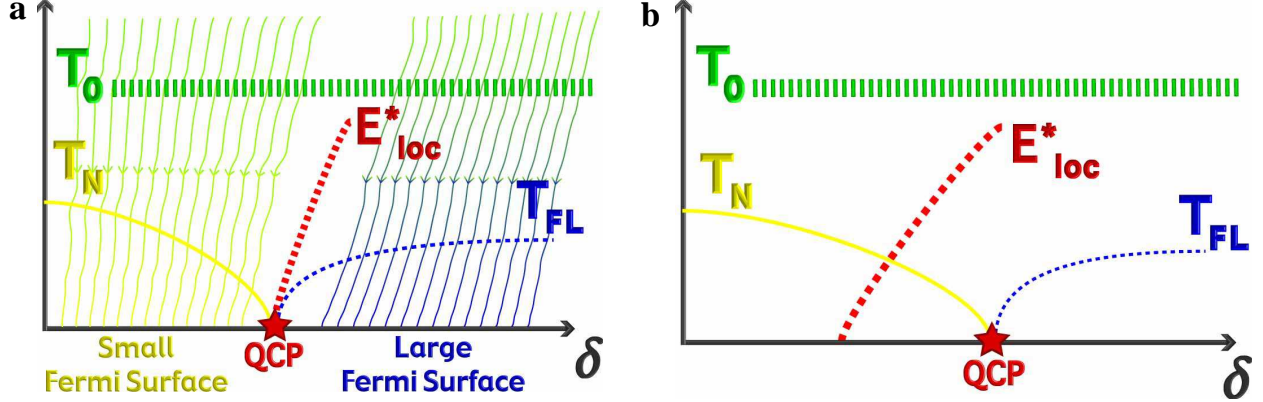 a
T0
E*loc
TN
TFL
QCP
δ
Small
Fermi Surface
Large
Fermi Surface
b
T0
E*loc
TN
TFL
QCP
δ